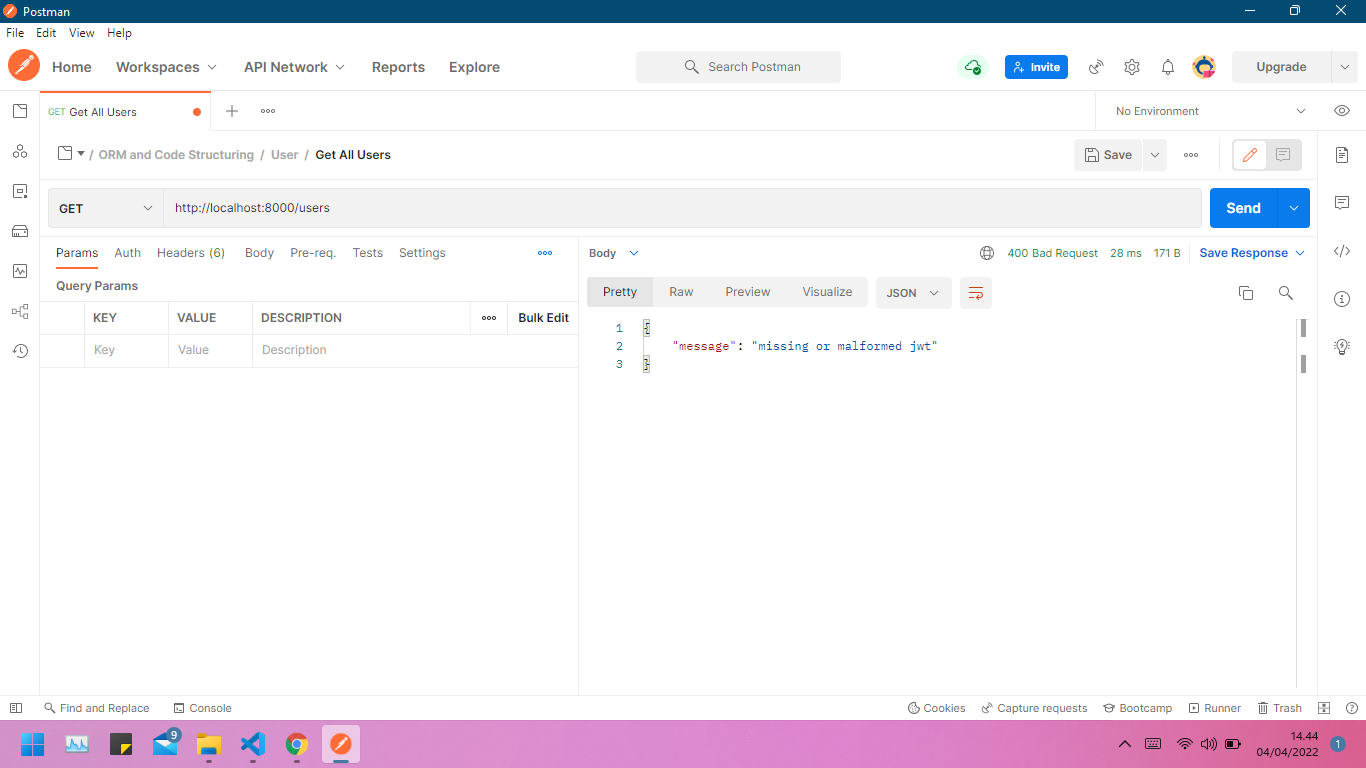 Postman
File Edit View Help
Home Workspaces API Network Reports Explore Search Postman Invite Upgrade
GET Get All Users No Environment
/ ORM and Code Structuring / User / Get All Users Save
GET http://localhost:8000/users Send
Params Auth Headers (6) Body Pre-req. Tests Settings Body 400 Bad Request 28 ms 171 B Save Response
Query Params Pretty Raw Preview Visualize JSON
KEY VALUE DESCRIPTION Bulk Edit
Key Value Description
1 {
2 "message": "missing or malformed jwt"
3 }
Find and Replace Console Cookies Capture requests Bootcamp Runner Trash
9
14.44
04/04/2022 1